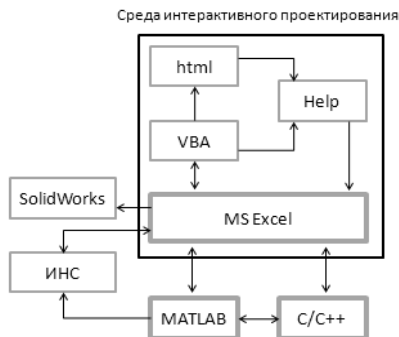 Среда интерактивного проектирования
html
Help
VBA
SolidWorks
MS Excel
ИНС
MATLAB
C/C++